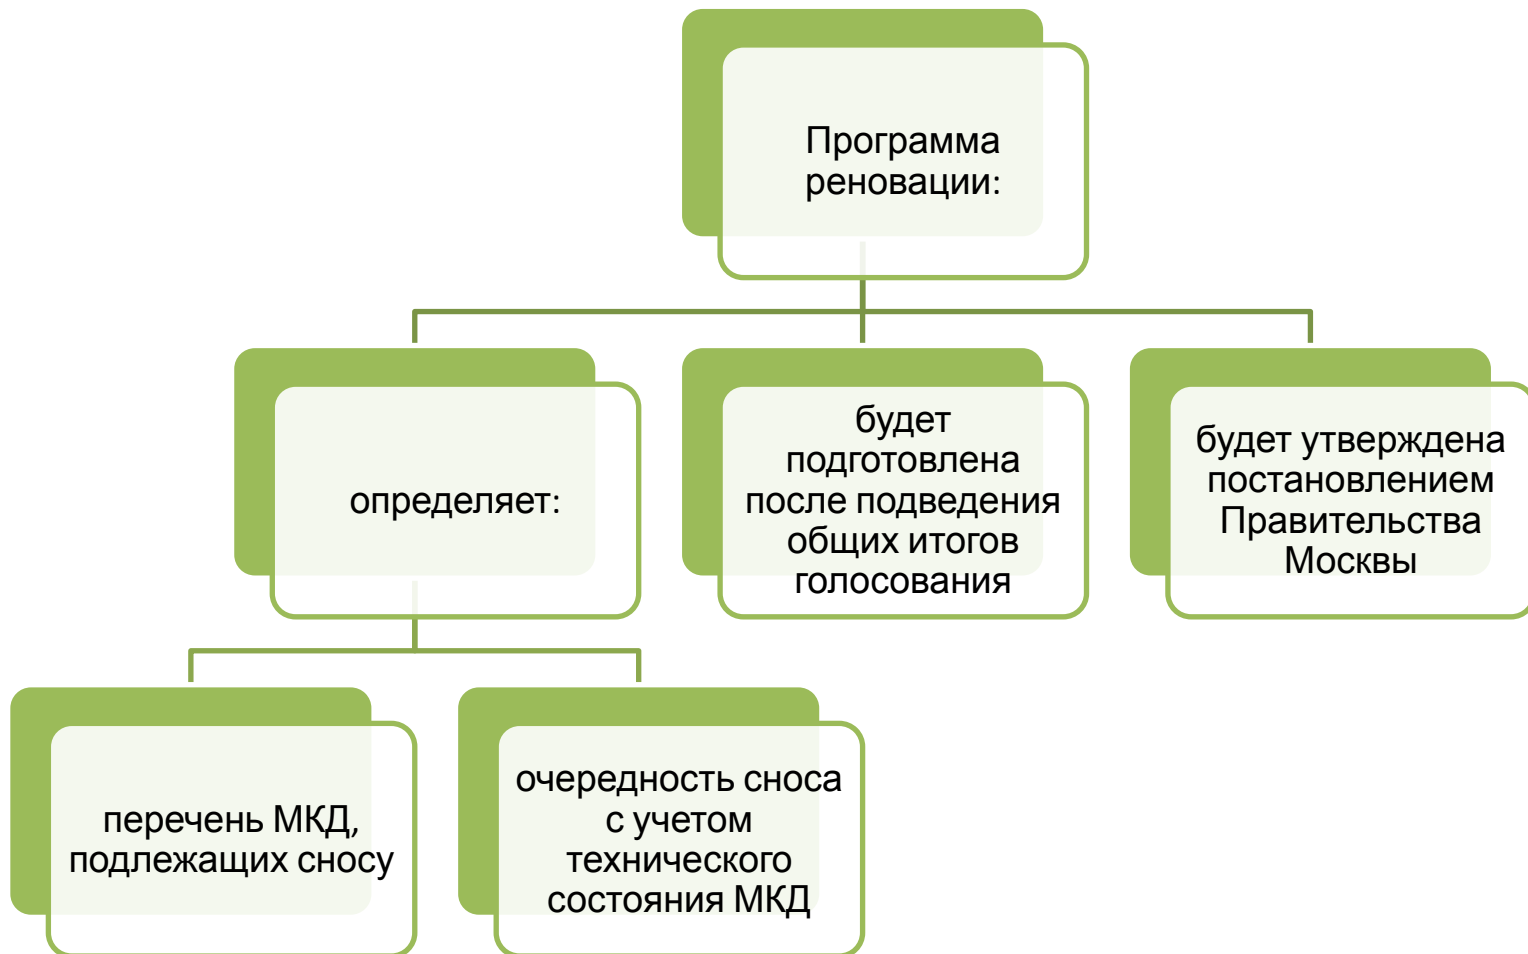 Программа
реновации:
определяет:
будет
подготовлена
после подведения
общих итогов
голосования
будет утверждена
постановлением
Правительства
Москвы
перечень МКД,
подлежащих сносу
очередность сноса
с учетом
технического
состояния МКД